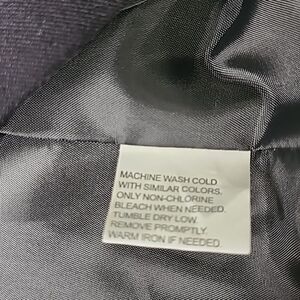 MACHINE WASH COLD
WITH SIMILAR COLORS.
ONLY NON-CHLORINE
BLEACH WHEN NEEDED.
TUMBLE DRY LOW.
REMOVE PROMPTLY.
WARM IRON IF NEEDED